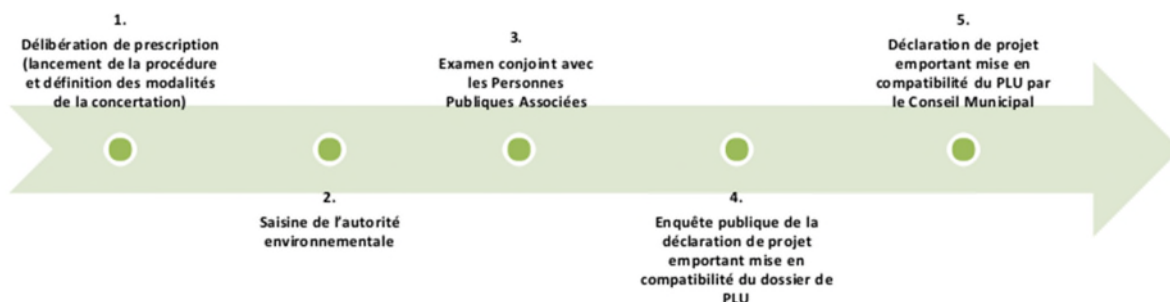 1.
Délibération de prescription
(lancement de la procédure
et définition des modalités
de la concertation)
2.
Saisine de l'autorité
environnementale
3.
Examen conjoint avec
les Personnes
Publiques Associées
4.
Enquête publique de la
déclaration de projet
emportant mise en
compatibilité du dossier de
PLU
5.
Déclaration de projet
emportant mise en
compatibilité du PLU par
le Conseil Municipal